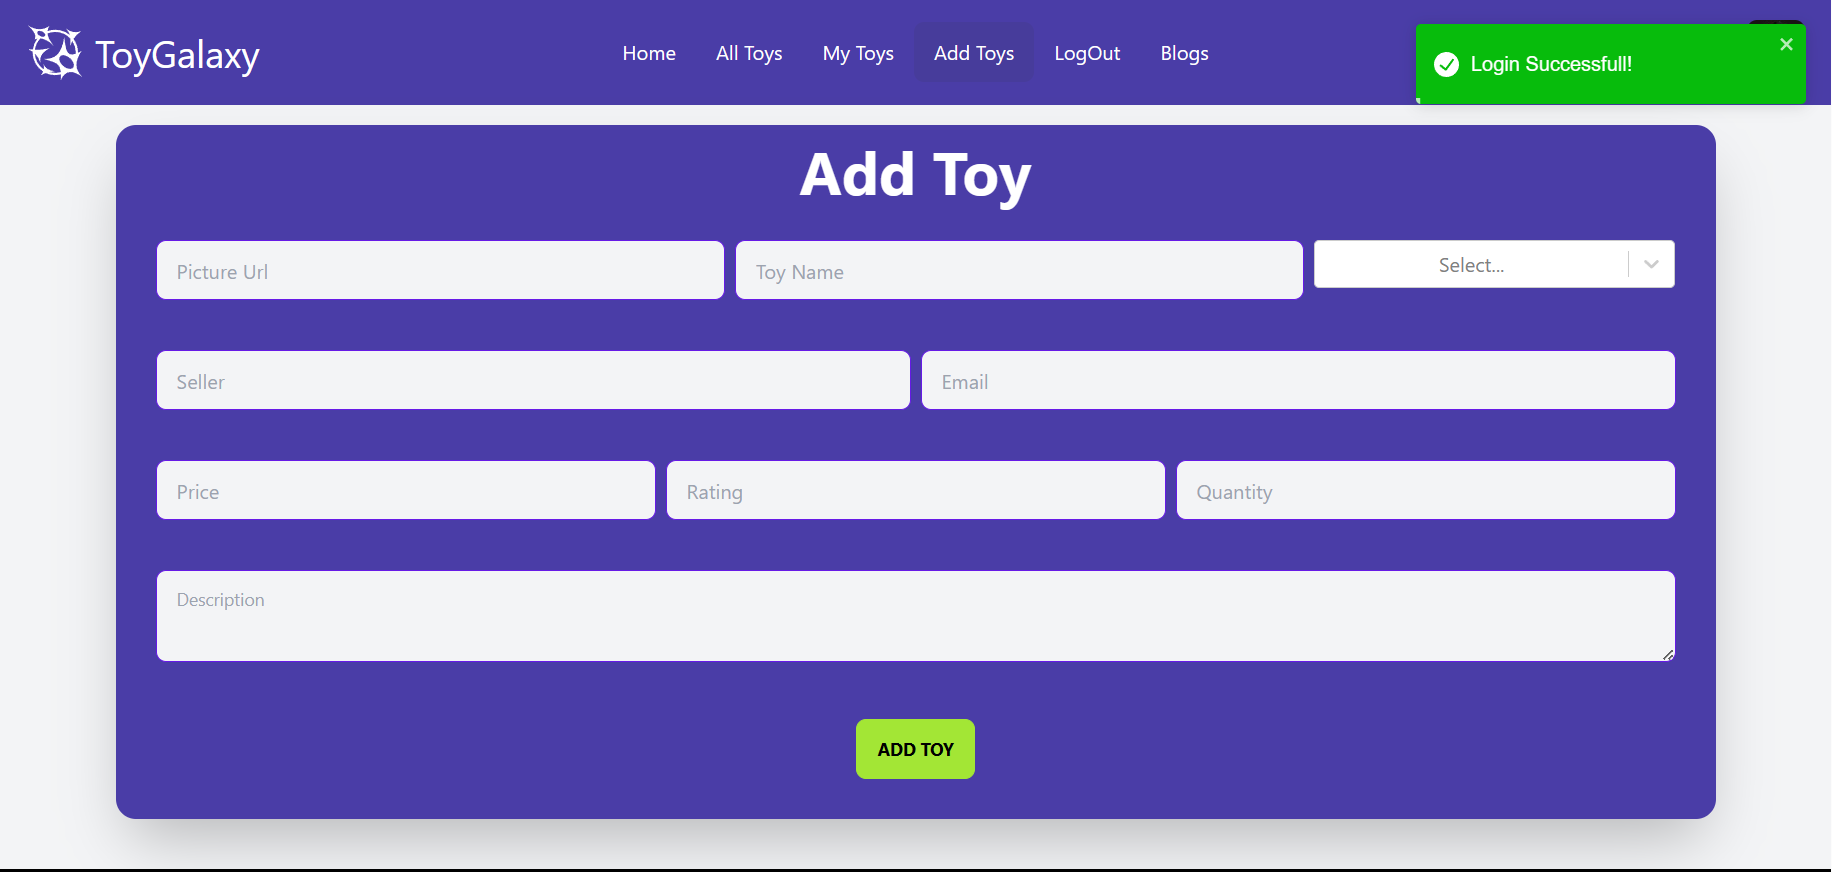 ToyGalaxy
Home All Toys My Toys Add Toys LogOut Blogs
Login Successfull!
Add Toy
Picture Url Toy Name Select...
Seller Email
Price Rating Quantity
Description
ADD TOY